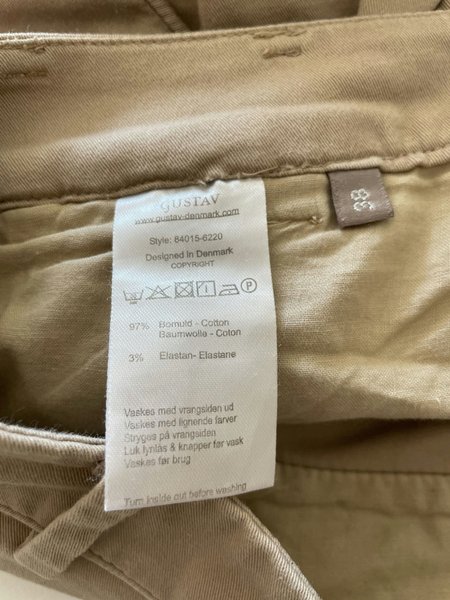 GUSTAV
www.gustav-denmark.com
Style: 84015-6220
Designed in Denmark
COPYRIGHT
P
97% Bomuld - Cotton
Baumwolle - Coton
3% Elastan- Elastane
Vaskes med vrangsiden ud
Vaskes med lignende farver
Stryges på vrangsiden
Luk lynlås & knapper før vask
Vaskes før brug
Turn inside out before washing
38